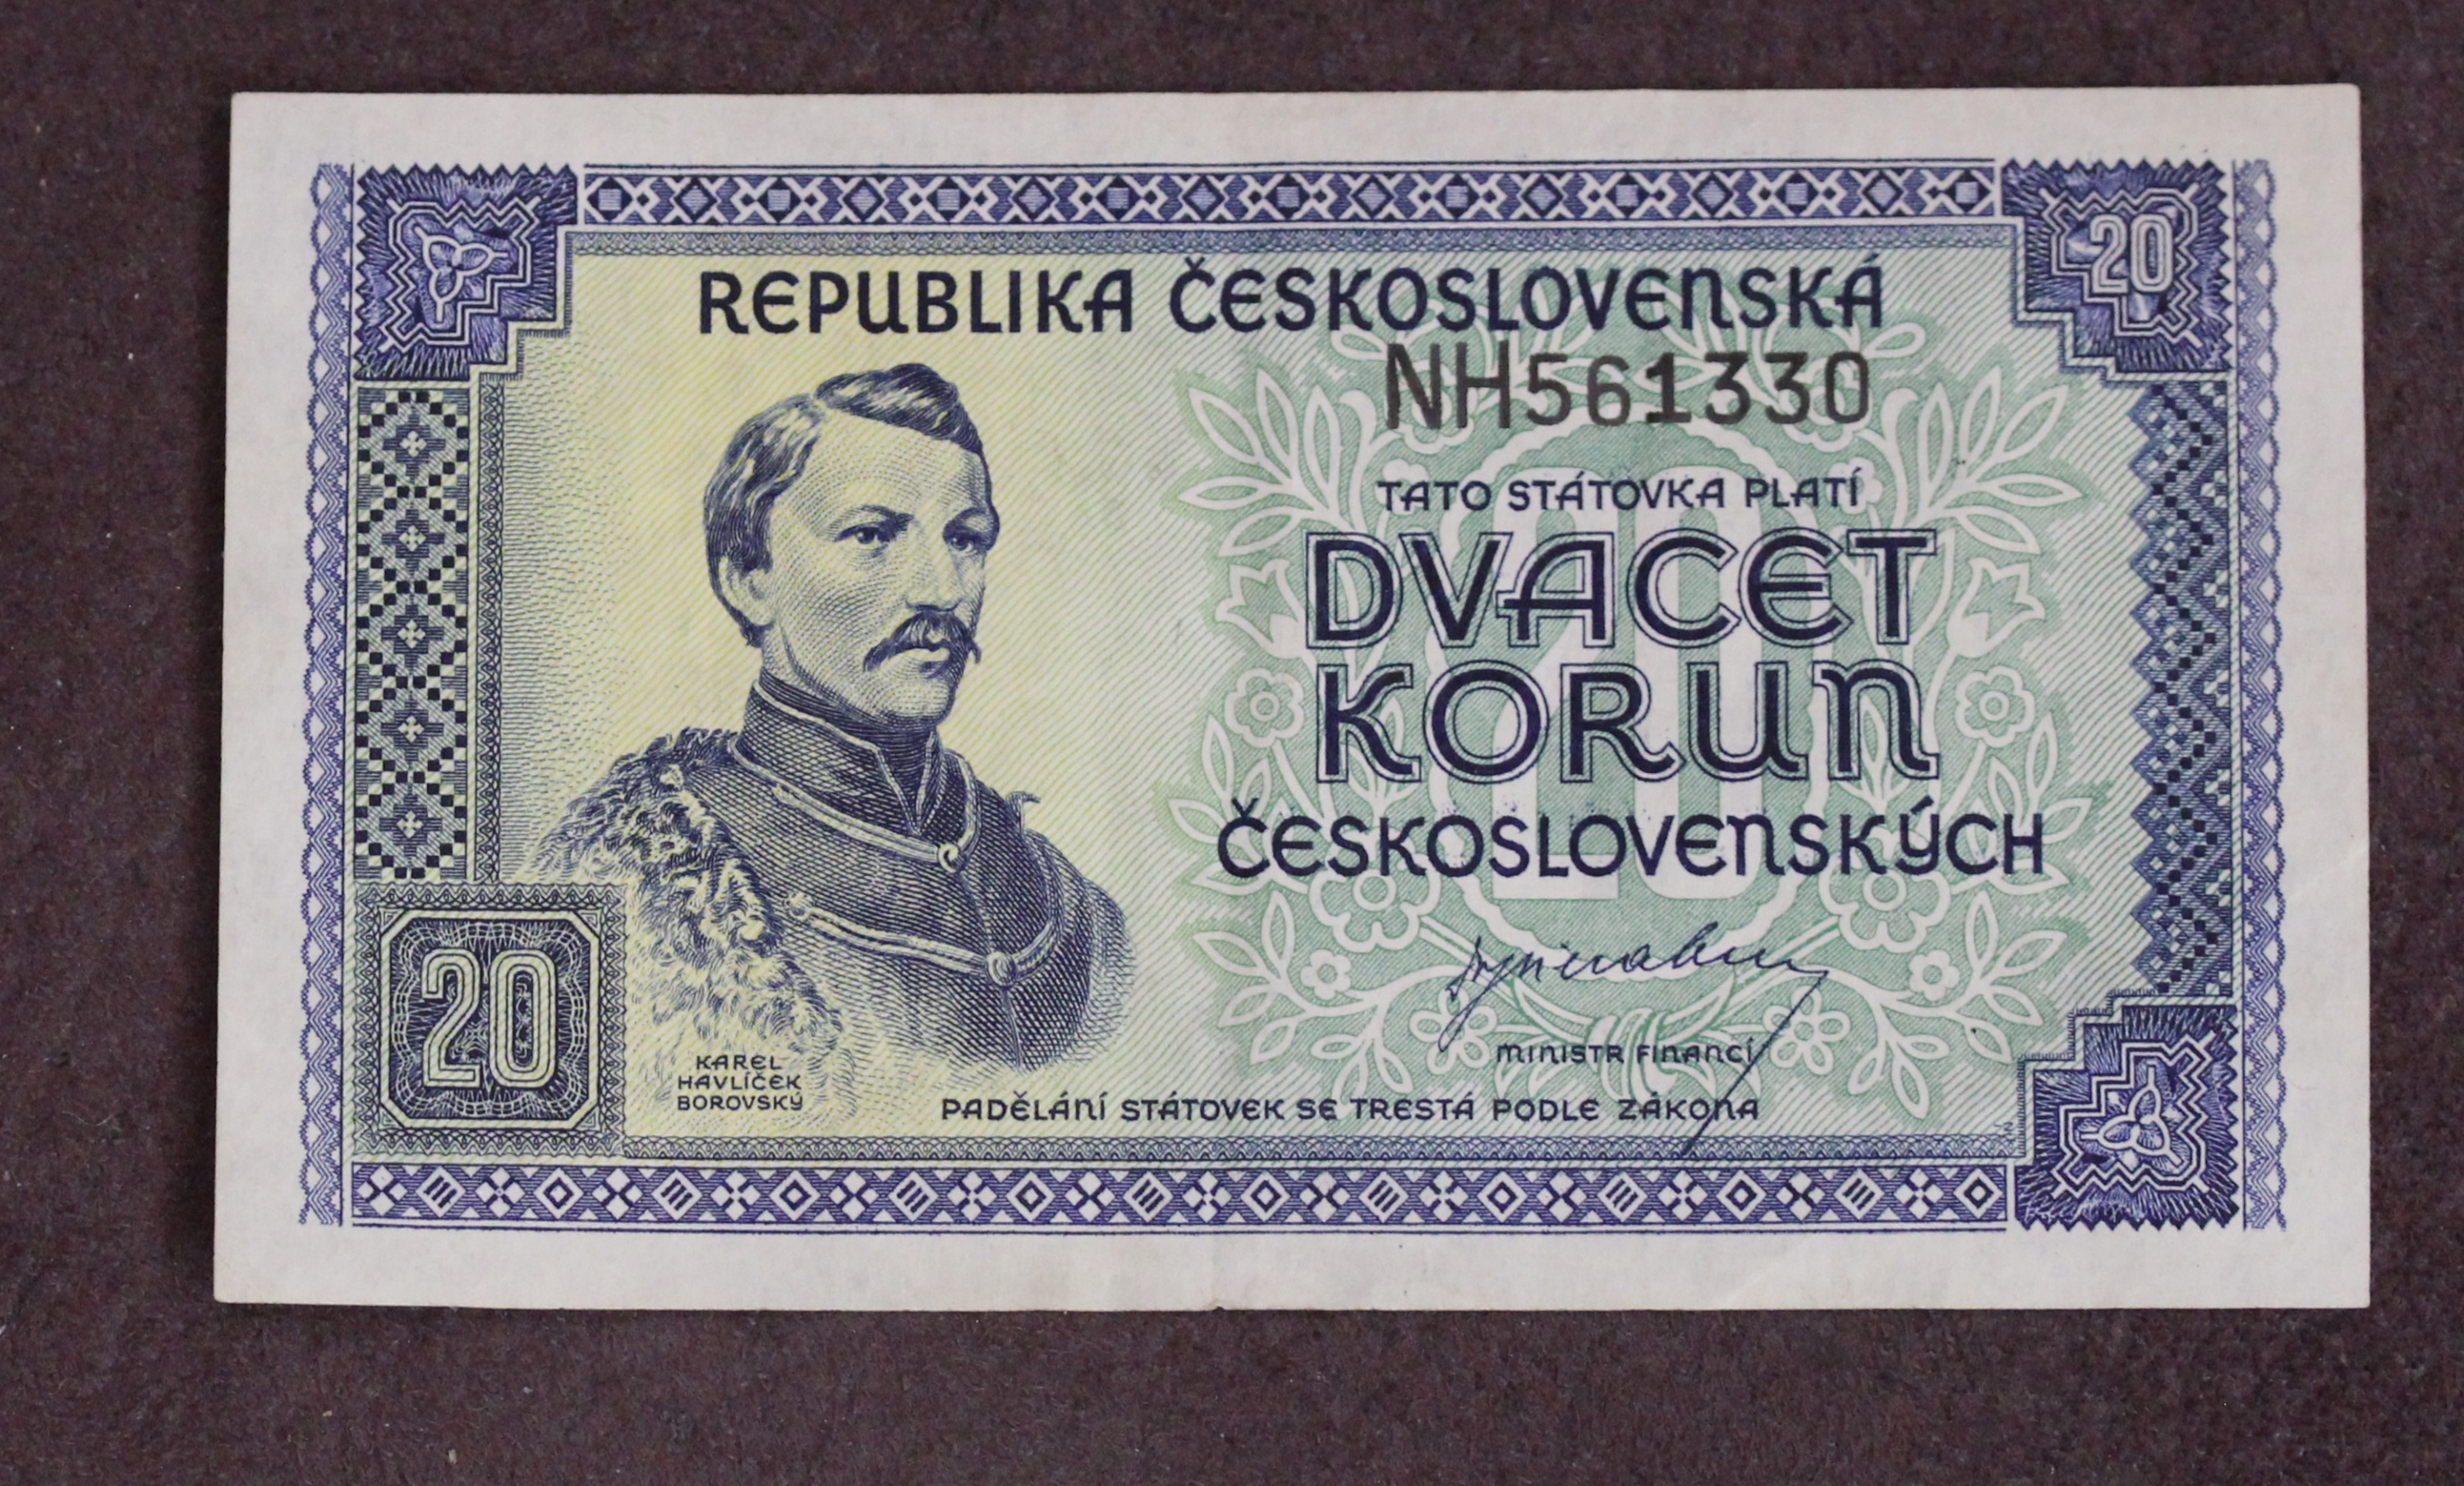 20
REPUBLIKA ČESKOSLOVENSKÁ
NH561330
TATO STÁTOVKA PLATÍ
20
DVACET
KORUN
ČESKOSLOVENSKÝCH
20
MINISTR FINANCÍ
KAREL
HAVLÍČEK
BOROVSKÝ
PADĚLÁNÍ STÁTOVEK SE TRESTÁ PODLE ZÁKONA